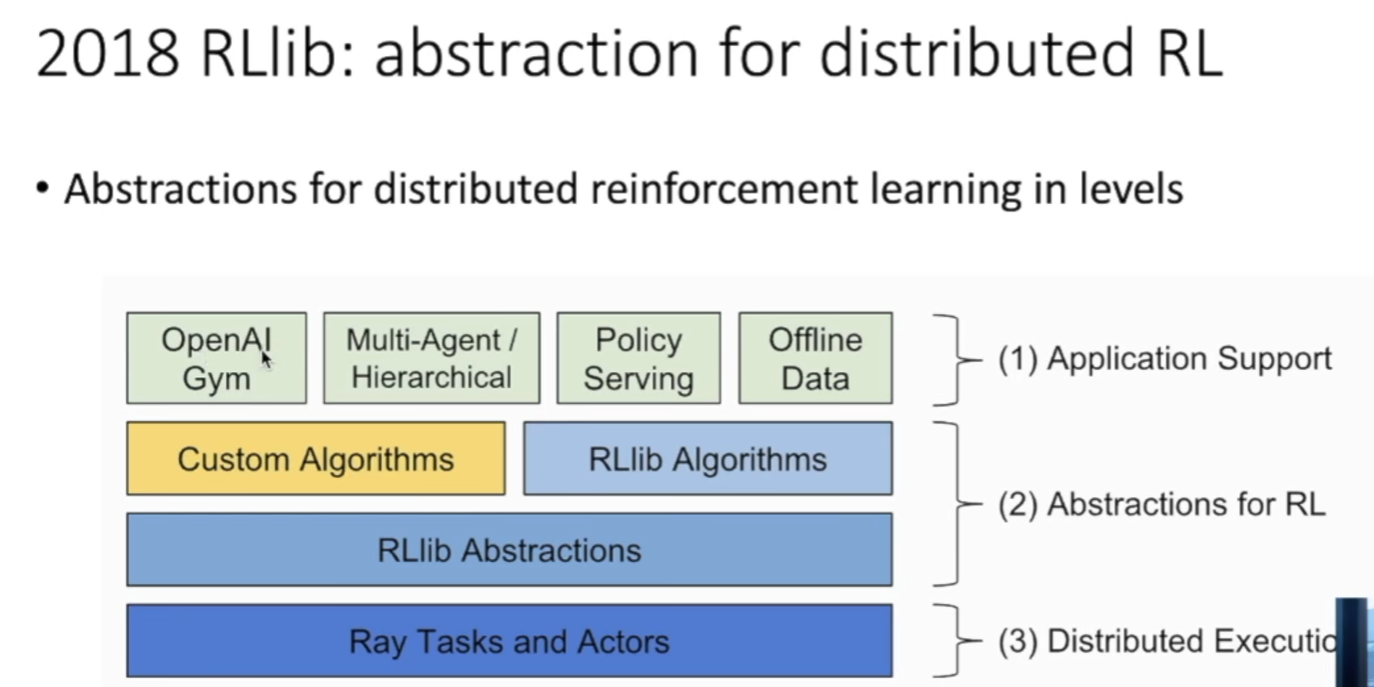 2018 RLlib: abstraction for distributed RL
• Abstractions for distributed reinforcement learning in levels
OpenAI
Gym
Multi-Agent /
Hierarchical
Policy
Serving
Offline
Data
(1) Application Support
Custom Algorithms
RLlib Algorithms
(2) Abstractions for RL
RLlib Abstractions
Ray Tasks and Actors
(3) Distributed Executio